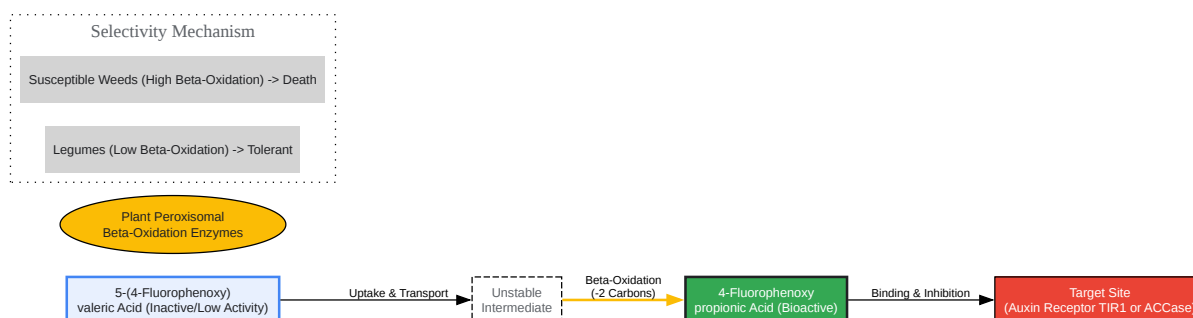 Selectivity Mechanism
Susceptible Weeds (High Beta-Oxidation) -> Death
Legumes (Low Beta-Oxidation) -> Tolerant
Plant Peroxisomal
Beta-Oxidation Enzymes
5-(4-Fluorophenoxy)
valeric Acid (Inactive/Low Activity)
Uptake & Transport
Unstable
Intermediate
Beta-Oxidation
(-2 Carbons)
4-Fluorophenoxy
propionic Acid (Bioactive)
Binding & Inhibition
Target Site
(Auxin Receptor TIR1 or ACCase)